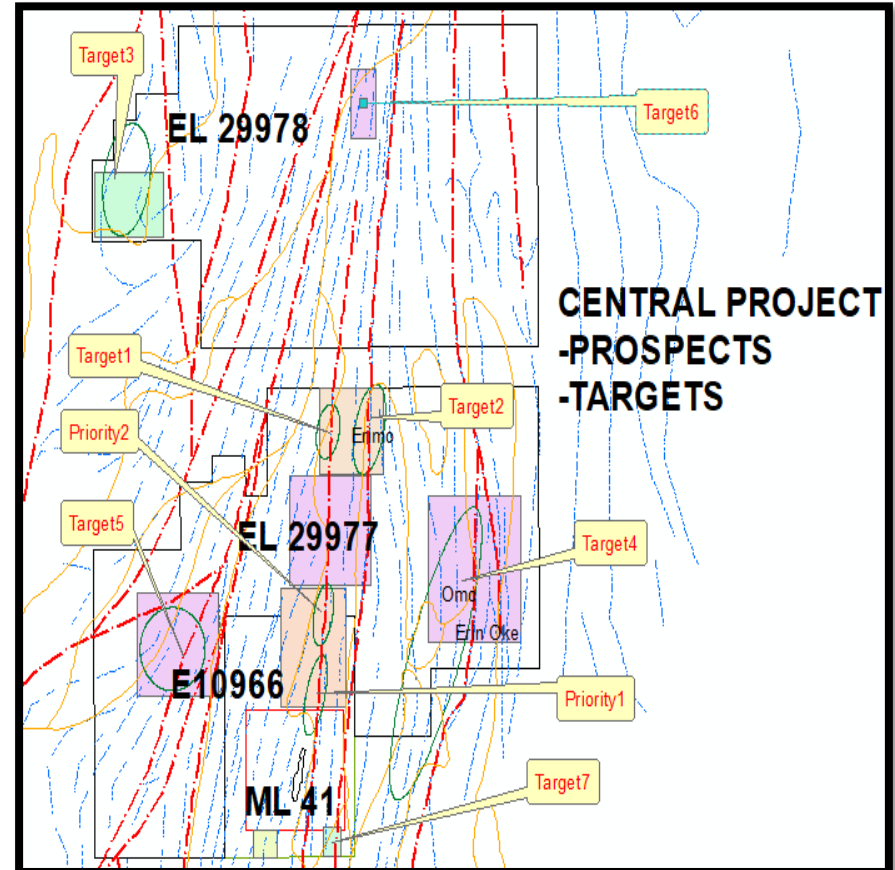 Target3
EL 29978
Target6
CENTRAL PROJECT
-PROSPECTS
-TARGETS
Target1
Target2
Priority2
Erimo
Target5
EL 29977
Target4
Omo
Erin Oke
E10966
Priority1
ML 41
Target7